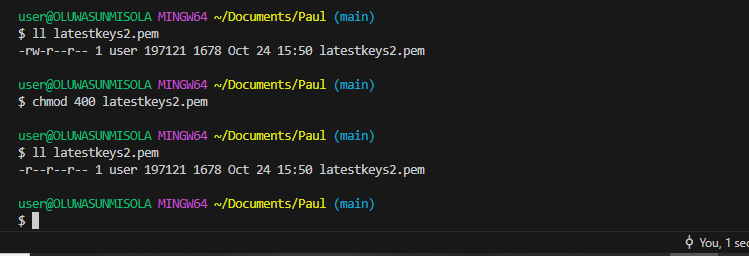 user@OLUWASUNMISOLA MINGW64 ~/Documents/Paul (main)
$ ll latestkeys2.pem
-rw-r--r-- 1 user 197121 1678 Oct 24 15:50 latestkeys2.pem
user@OLUWASUNMISOLA MINGW64 ~/Documents/Paul (main)
$ chmod 400 latestkeys2.pem
user@OLUWASUNMISOLA MINGW64 ~/Documents/Paul (main)
$ ll latestkeys2.pem
-r--r--r-- 1 user 197121 1678 Oct 24 15:50 latestkeys2.pem
user@OLUWASUNMISOLA MINGW64 ~/Documents/Paul (main)
$
You, 1 sec